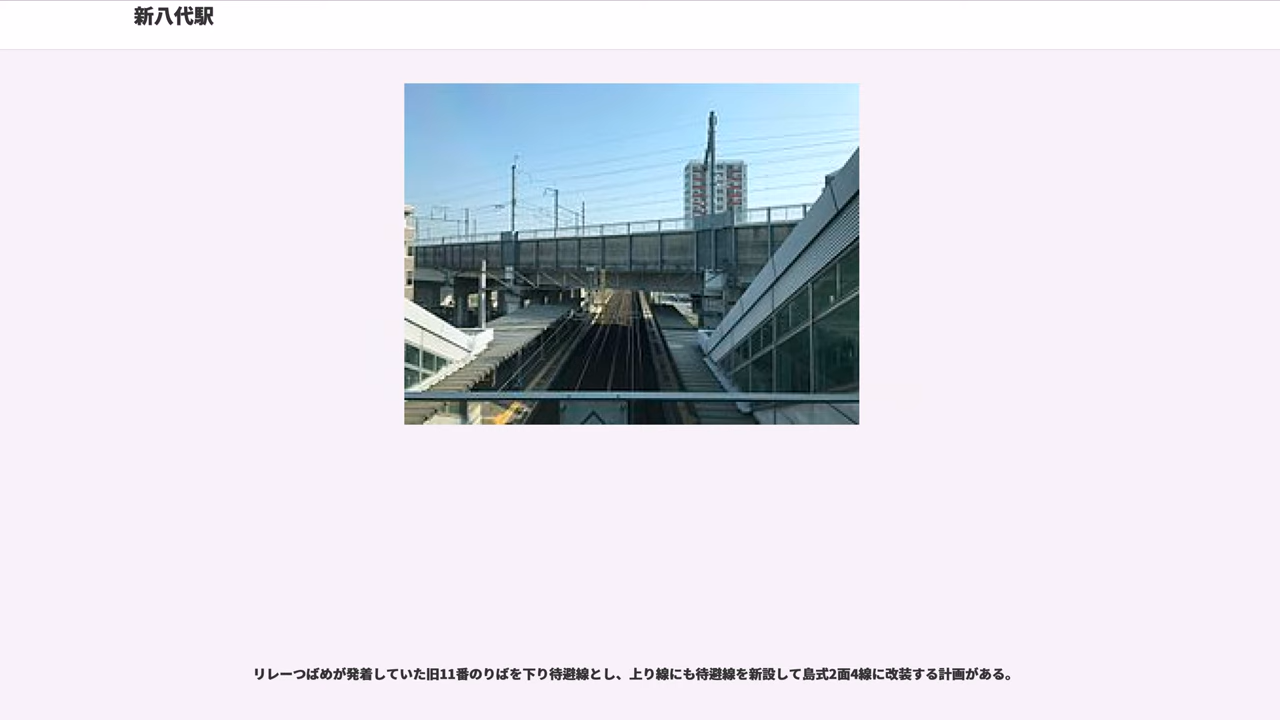 新八代駅
リレーつばめが発着していた旧11番のりばを下り待避線とし、上り線にも待避線を新設して島式2面4線に改装する計画がある。